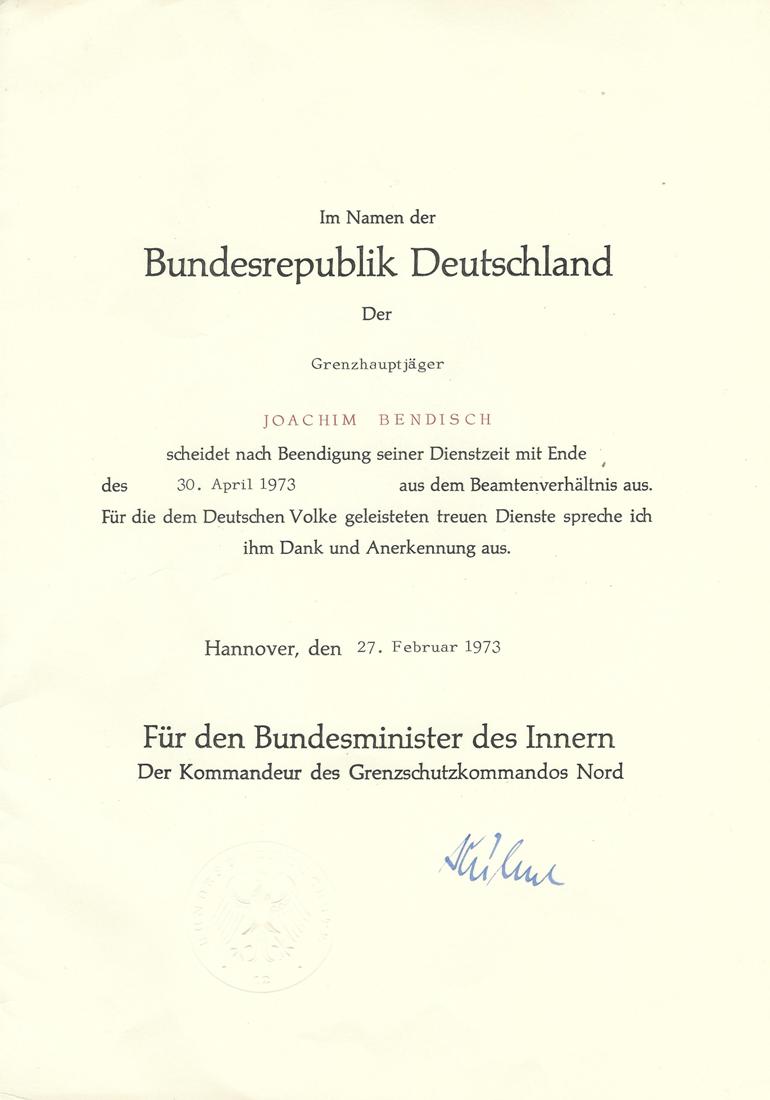 Im Namen der
Bundesrepublik Deutschland
Der
Grenzhauptjäger
JOACHIM BENDISCH
scheidet nach Beendigung seiner Dienstzeit mit Ende
des 30. April 1973 aus dem Beamtenverhältnis aus.
Für die dem Deutschen Volke geleisteten treuen Dienste spreche ich
ihm Dank und Anerkennung aus.
Hannover, den 27. Februar 1973
Für den Bundesminister des Innern
Der Kommandeur des Grenzschutzkommandos Nord